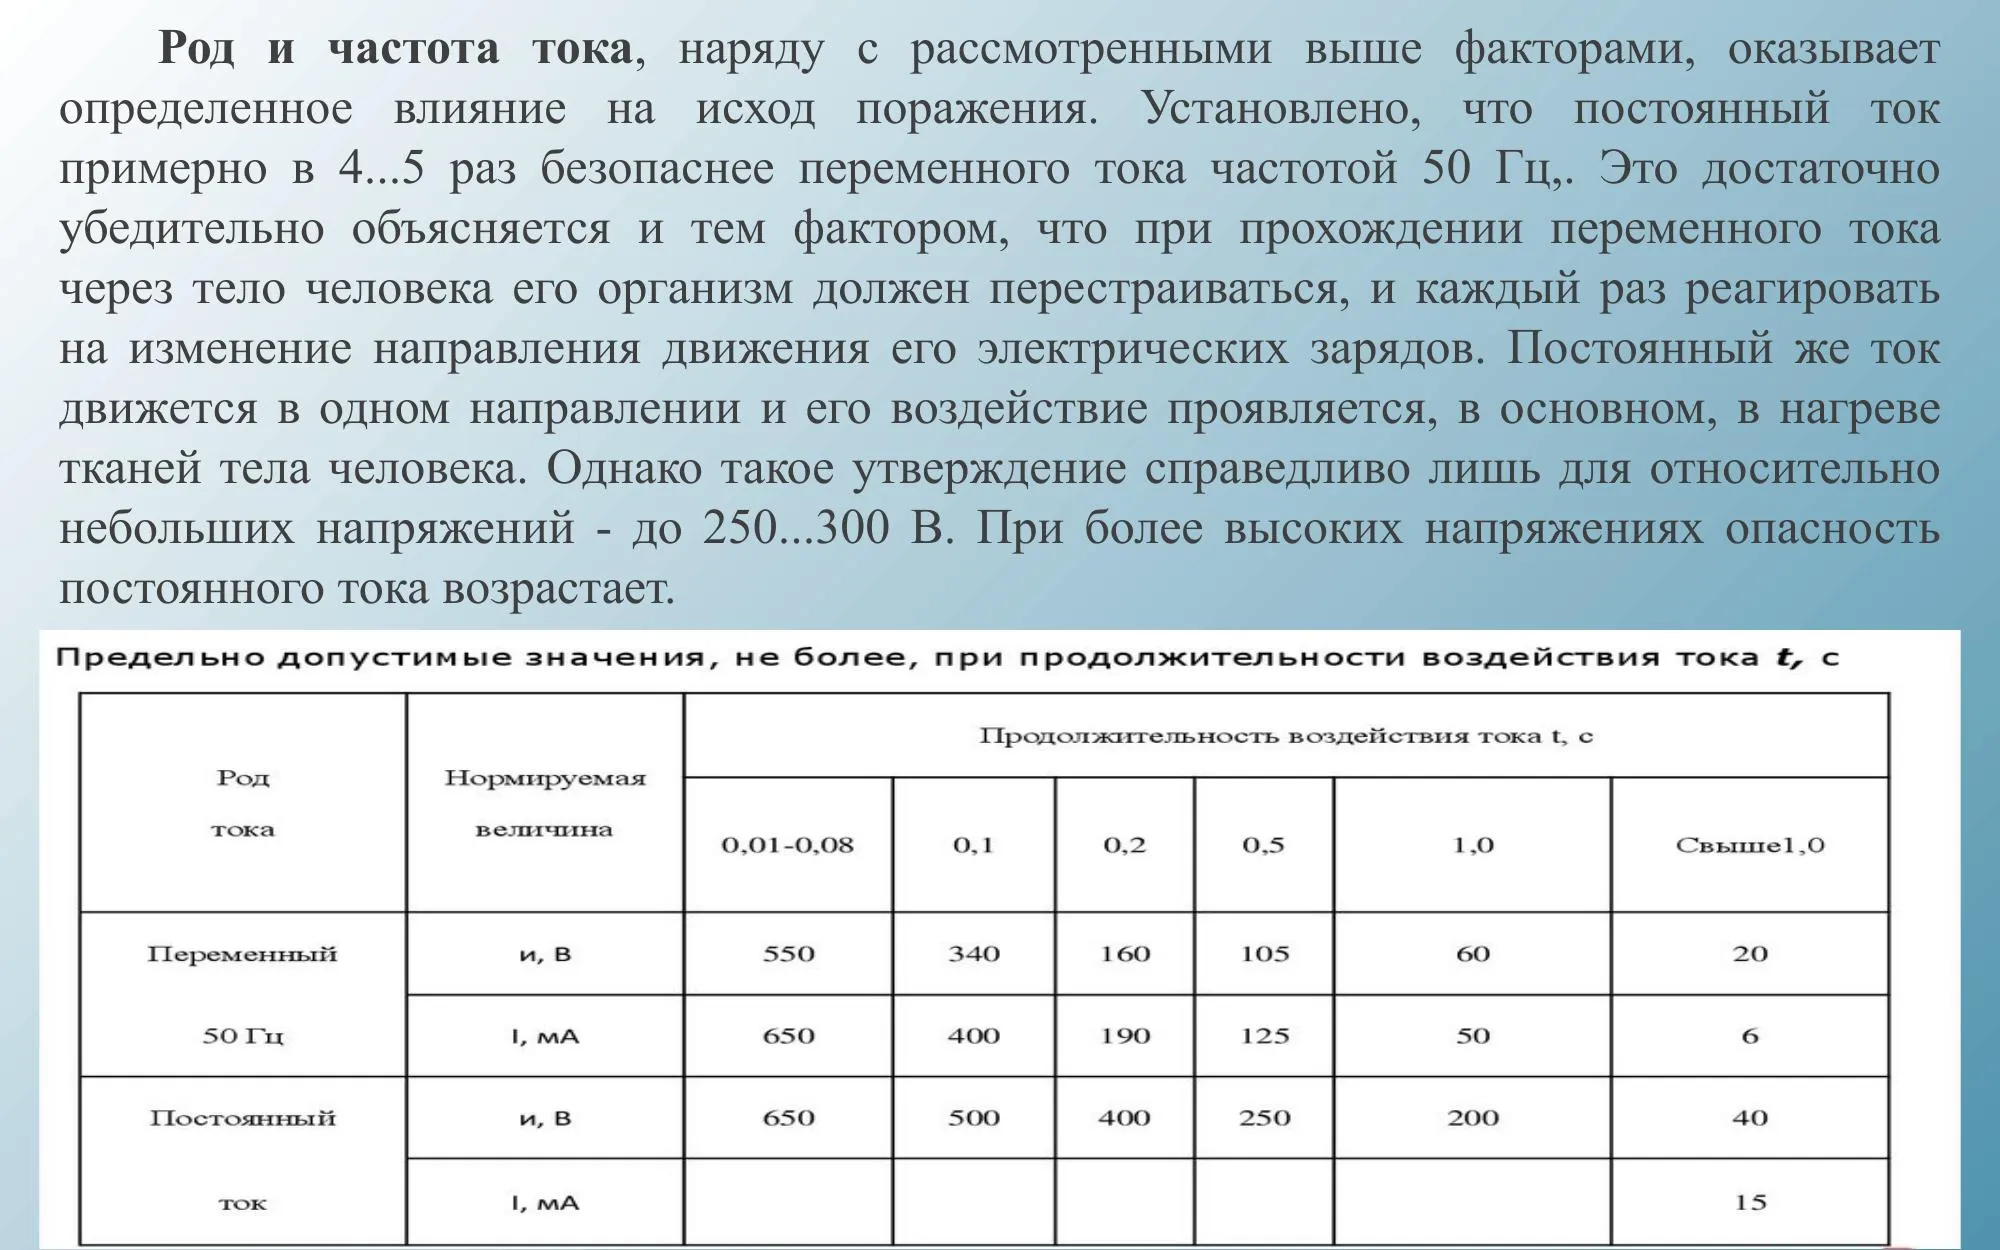 Род и частота тока, наряду с рассмотренными выше факторами, оказывает
определенное влияние на исход поражения. Установлено, что постоянный ток
примерно в 4...5 раз безопаснее переменного тока частотой 50 Гц,. Это достаточно
убедительно объясняется и тем фактором, что при прохождении переменного тока
через тело человека его организм должен перестраиваться, и каждый раз реагировать
на изменение направления движения его электрических зарядов. Постоянный же ток
движется в одном направлении и его воздействие проявляется, в основном, в нагреве
тканей тела человека. Однако такое утверждение справедливо лишь для относительно
небольших напряжений - до 250...300 В. При более высоких напряжениях опасность
постоянного тока возрастает.
Предельно допустимые значения, не более, при продолжительности воздействия тока t, с
Род тока Нормируемая величина Продолжительность воздействия тока t, с
0,01-0,08 0,1 0,2 0,5 1,0 Свыше1,0
Переменный и, В 550 340 160 105 60 20
50 Гц I, мА 650 400 190 125 50 6
Постоянный и, В 650 500 400 250 200 40
ток I, мА 15